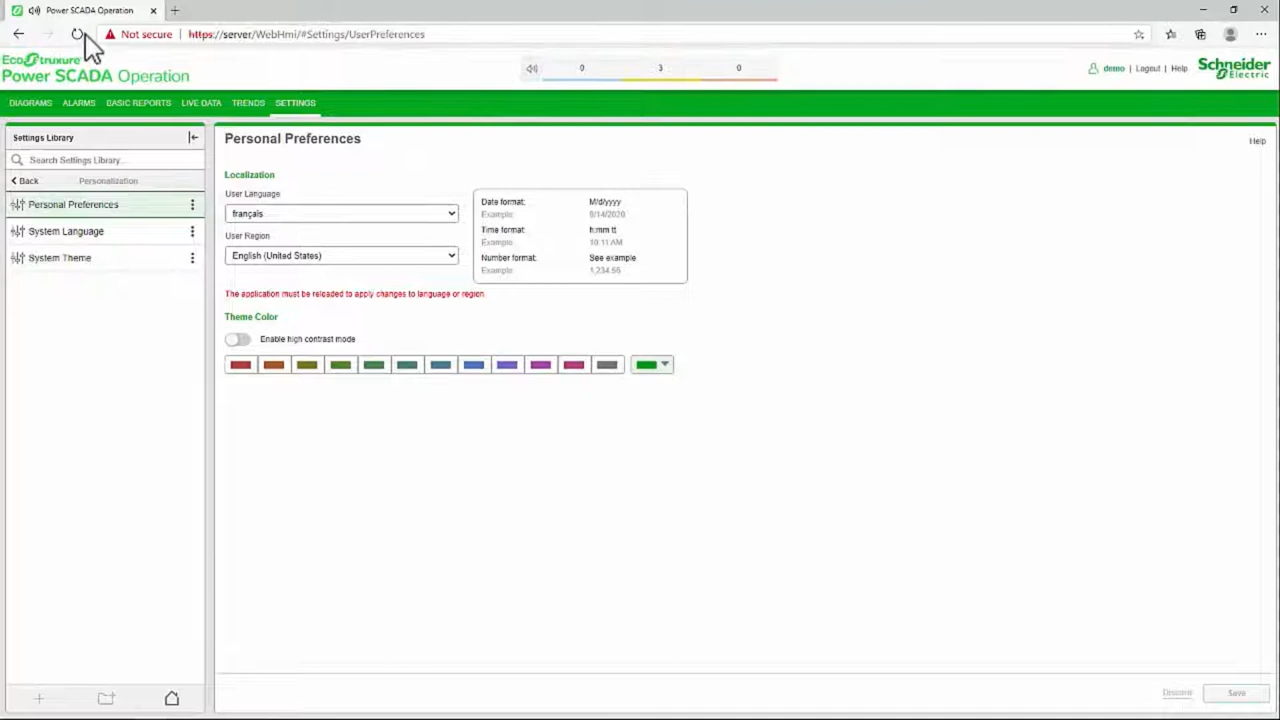 Power SCADA Operation
Not secure
https://server/WebHmi/#Settings/UserPreferences
EcoStruxure
Power SCADA Operation
0 3 0
demo | Logout | Help
Schneider
Electric
DIAGRAMS ALARMS BASIC REPORTS LIVE DATA TRENDS SETTINGS
Settings Library
Search Settings Library...
Back
Personalization
Personal Preferences
System Language
System Theme
Personal Preferences
Help
Localization
User Language
français
User Region
English (United States)
Date format: M/d/yyyy
Example: 9/14/2020
Time format: h:mm tt
Example: 10:11 AM
Number format: See example
Example: 1,234.56
The application must be reloaded to apply changes to language or region.
Theme Color
Enable high contrast mode
Discard
Save